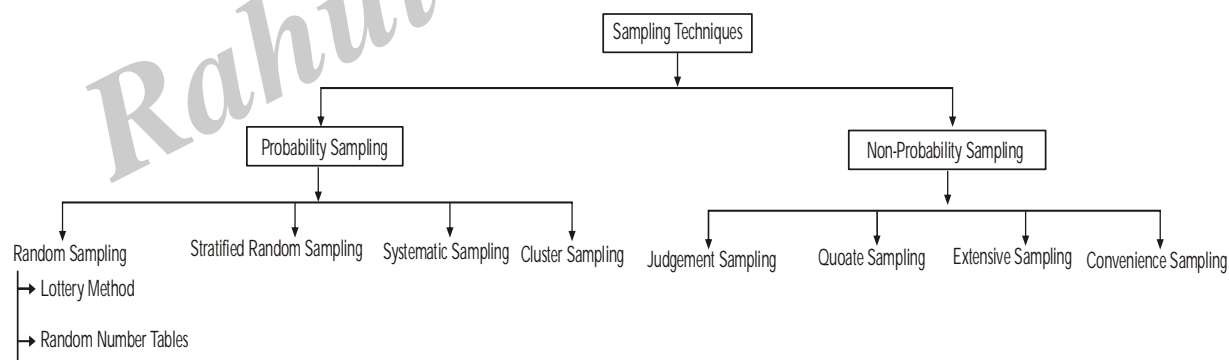 Rahul
Sampling Techniques
Probability Sampling
Non-Probability Sampling
Random Sampling
Stratified Random Sampling
Systematic Sampling
Cluster Sampling
Judgement Sampling
Quoate Sampling
Extensive Sampling
Convenience Sampling
Lottery Method
Random Number Tables